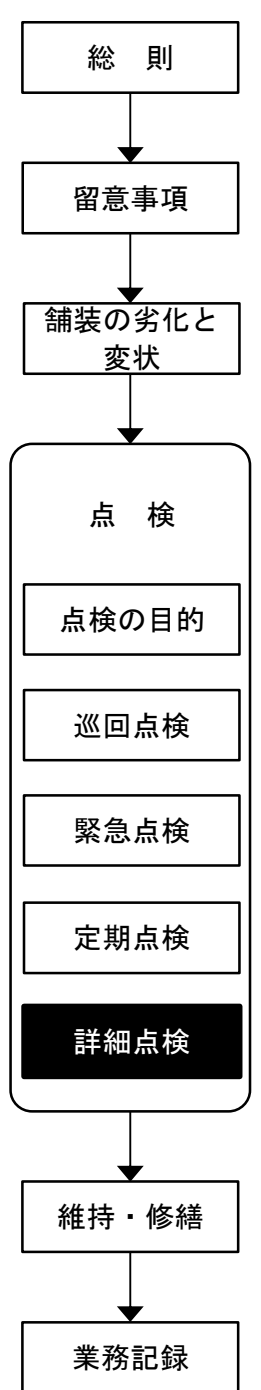 総　則
留意事項
舗装の劣化と
変状
点　検
点検の目的
巡回点検
緊急点検
定期点検
詳細点検
維持・修繕
業務記録